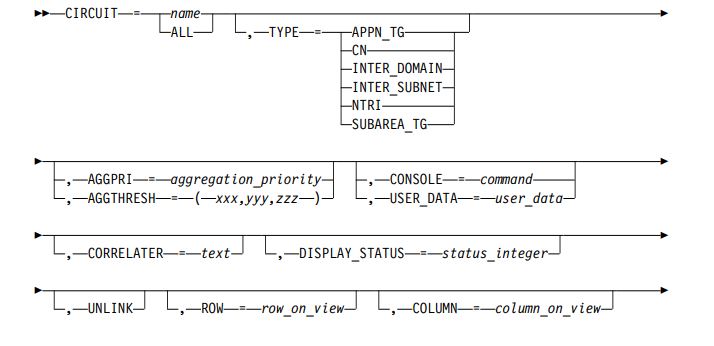 CIRCUIT = name
ALL , TYPE = APPN_TG
CN
INTER_DOMAIN
INTER_SUBNET
NTRI
SUBAREA_TG
, AGGPRI = aggregation_priority , CONSOLE = command
, AGGTHRESH = ( xxx,yyy,zzz ) , USER_DATA = user_data
, CORRELATER = text , DISPLAY_STATUS = status_integer
, UNLINK , ROW = row_on_view , COLUMN = column_on_view